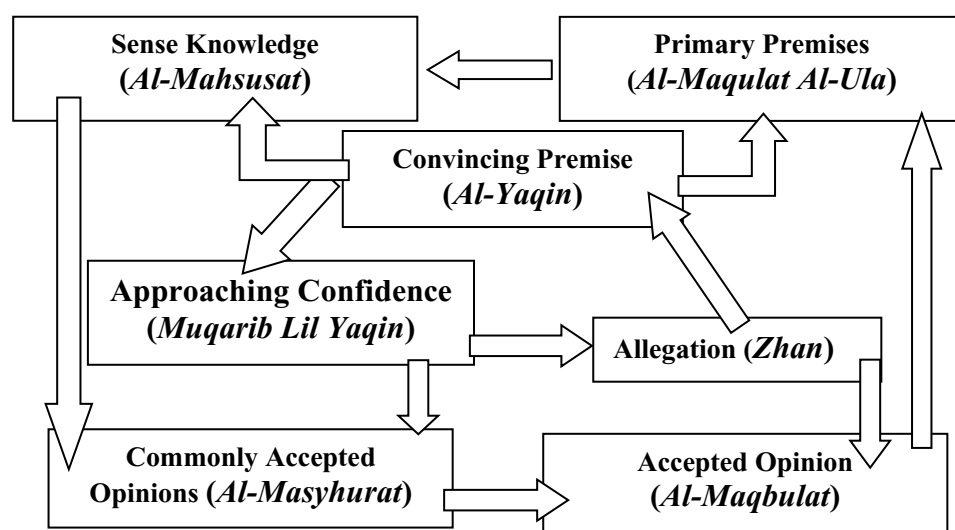 Sense Knowledge
(Al-Mahsusat)
Primary Premises
(Al-Maqulat Al-Ula)
Convincing Premise
(Al-Yaqin)
Approaching Confidence
(Muqarib Lil Yaqin)
Allegation (Zhan)
Commonly Accepted
Opinions (Al-Masyhurat)
Accepted Opinion
(Al-Maqbulat)